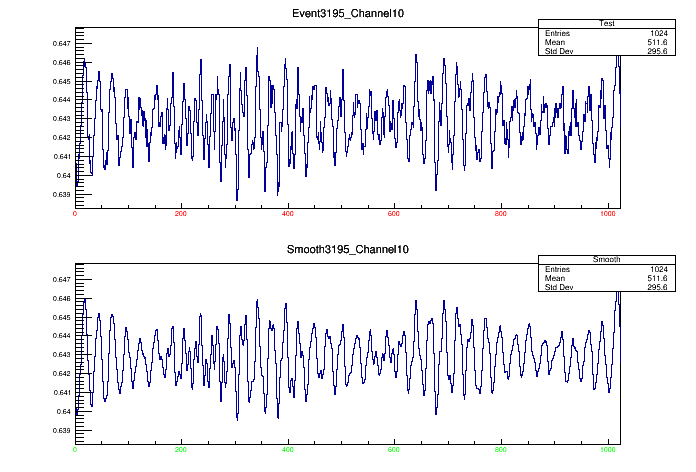 Event3195_Channel10
Test
Entries 1024
Mean 511.6
Std Dev 295.6
0.647
0.646
0.645
0.644
0.643
0.642
0.641
0.64
0.639
0 200 400 600 800 1000
Smooth3195_Channel10
Smooth
Entries 1024
Mean 511.6
Std Dev 295.6
0.647
0.646
0.645
0.644
0.643
0.642
0.641
0.64
0.639
0 200 400 600 800 1000